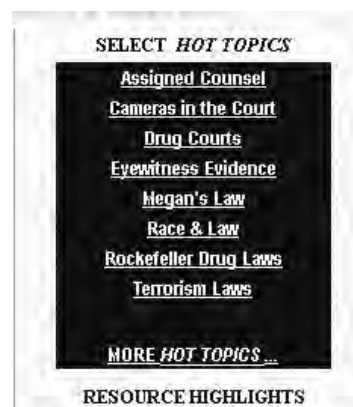 SELECT HOT TOPICS
Assigned Counsel
Cameras in the Court
Drug Courts
Eyewitness Evidence
Megan's Law
Race & Law
Rockefeller Drug Laws
Terrorism Laws
MORE HOT TOPICS ...
RESOURCE HIGHLIGHTS